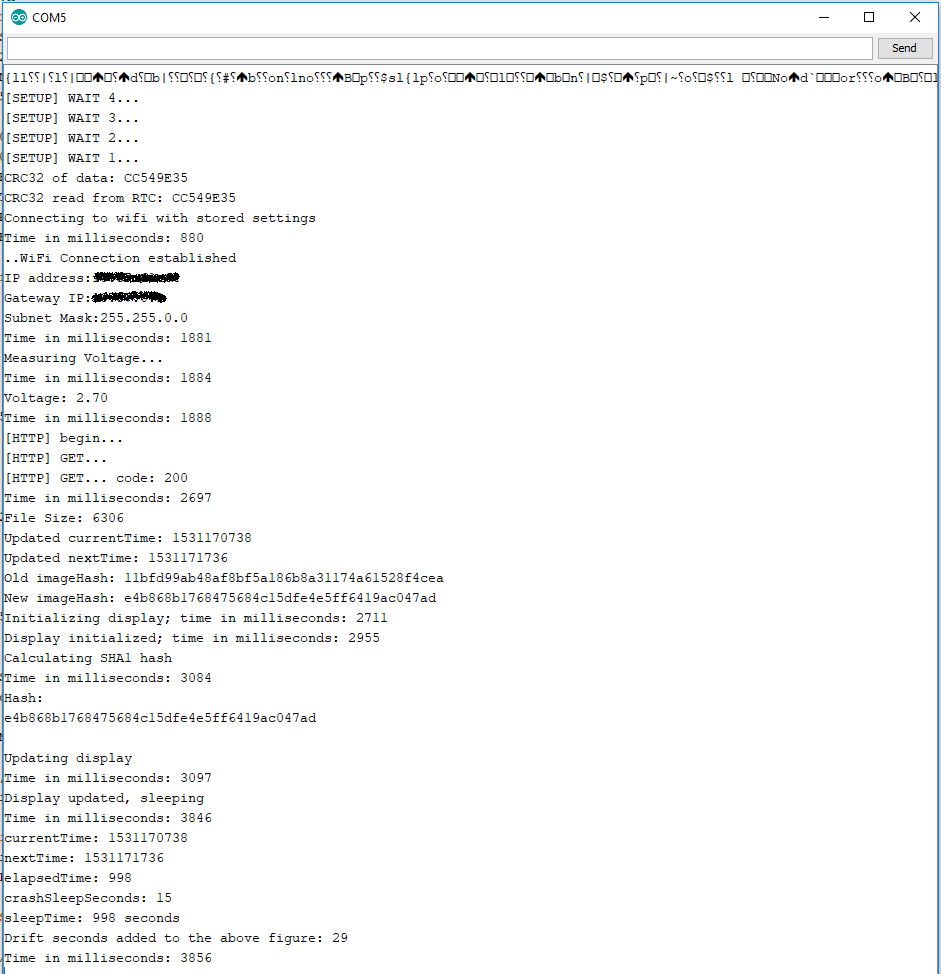 COM5
Send
[SETUP] WAIT 4...
[SETUP] WAIT 3...
[SETUP] WAIT 2...
[SETUP] WAIT 1...
CRC32 of data: CC549E35
CRC32 read from RTC: CC549E35
Connecting to wifi with stored settings
Time in milliseconds: 880
..WiFi Connection established
IP address:
Gateway IP:
Subnet Mask:255.255.0.0
Time in milliseconds: 1881
Measuring Voltage...
Time in milliseconds: 1884
Voltage: 2.70
Time in milliseconds: 1888
[HTTP] begin...
[HTTP] GET...
[HTTP] GET... code: 200
Time in milliseconds: 2697
File Size: 6306
Updated currentTime: 1531170738
Updated nextTime: 1531171736
Old imageHash: 11bfd99ab48af8bf5a186b8a31174a61528f4cea
New imageHash: e4b868b1768475684c15dfe4e5ff6419ac047ad
Initializing display; time in milliseconds: 2711
Display initialized; time in milliseconds: 2955
Calculating SHA1 hash
Time in milliseconds: 3084
Hash:
e4b868b1768475684c15dfe4e5ff6419ac047ad
Updating display
Time in milliseconds: 3097
Display updated, sleeping
Time in milliseconds: 3846
currentTime: 1531170738
nextTime: 1531171736
elapsedTime: 998
crashSleepSeconds: 15
sleepTime: 998 seconds
Drift seconds added to the above figure: 29
Time in milliseconds: 3856